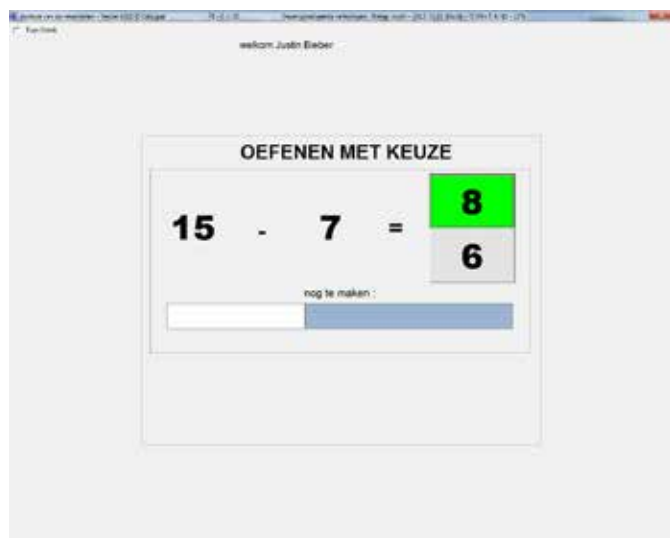 welkom Justin Bieber
OEFENEN MET KEUZE
15 - 7 =
8
6
nog te maken :